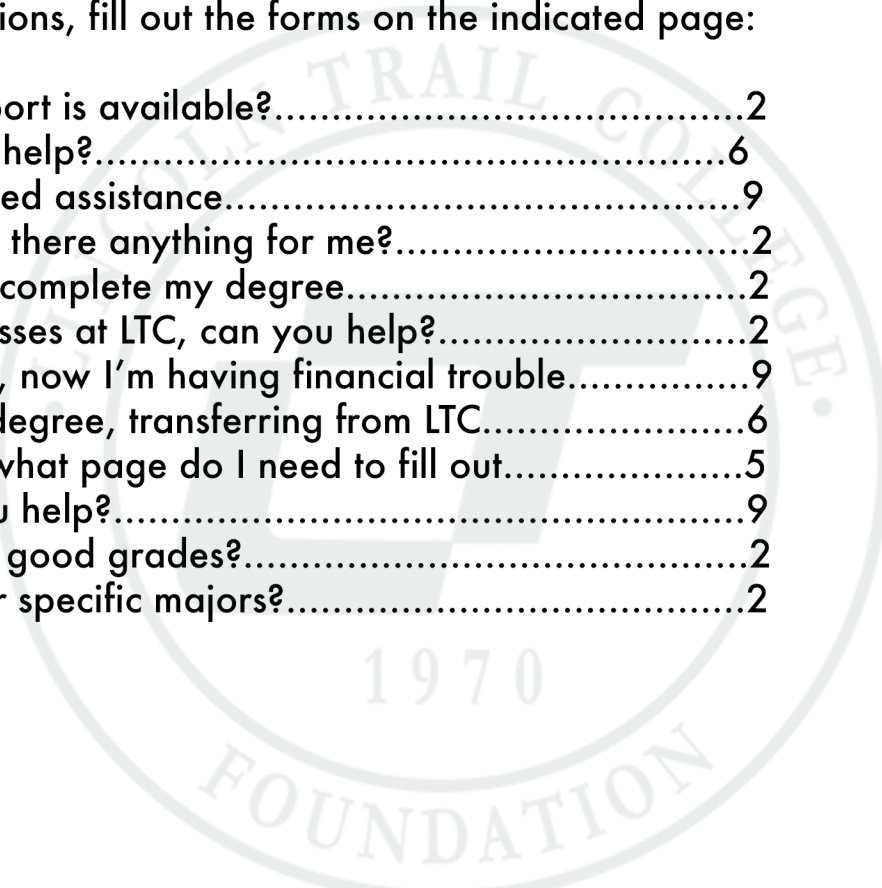 ions, fill out the forms on the indicated page:
ort is available?...............................................2
help?................................................................6
ed assistance....................................................9
there anything for me?....................................2
complete my degree.........................................2
sses at LTC, can you help?................................2
, now I'm having financial trouble..................9
degree, transferring from LTC...........................6
what page do I need to fill out.......................5
u help?..............................................................9
good grades?...................................................2
r specific majors?..............................................2
LINCOLN TRAIL COLLEGE
1970
FOUNDATION